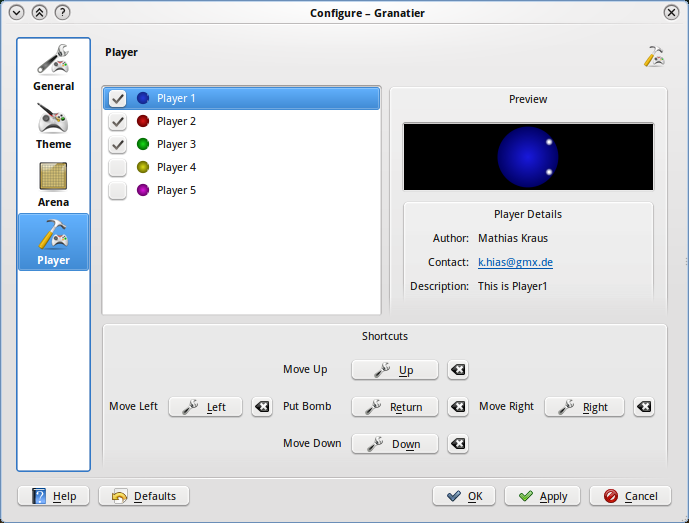 Configure – Granatier
General
Theme
Arena
Player
Player
Player 1
Player 2
Player 3
Player 4
Player 5
Preview
Player Details
Author: Mathias Kraus
Contact: k.hias@gmx.de
Description: This is Player1
Shortcuts
Move Up Up
Move Left Left Put Bomb Return Move Right Right
Move Down Down
Help Defaults OK Apply Cancel